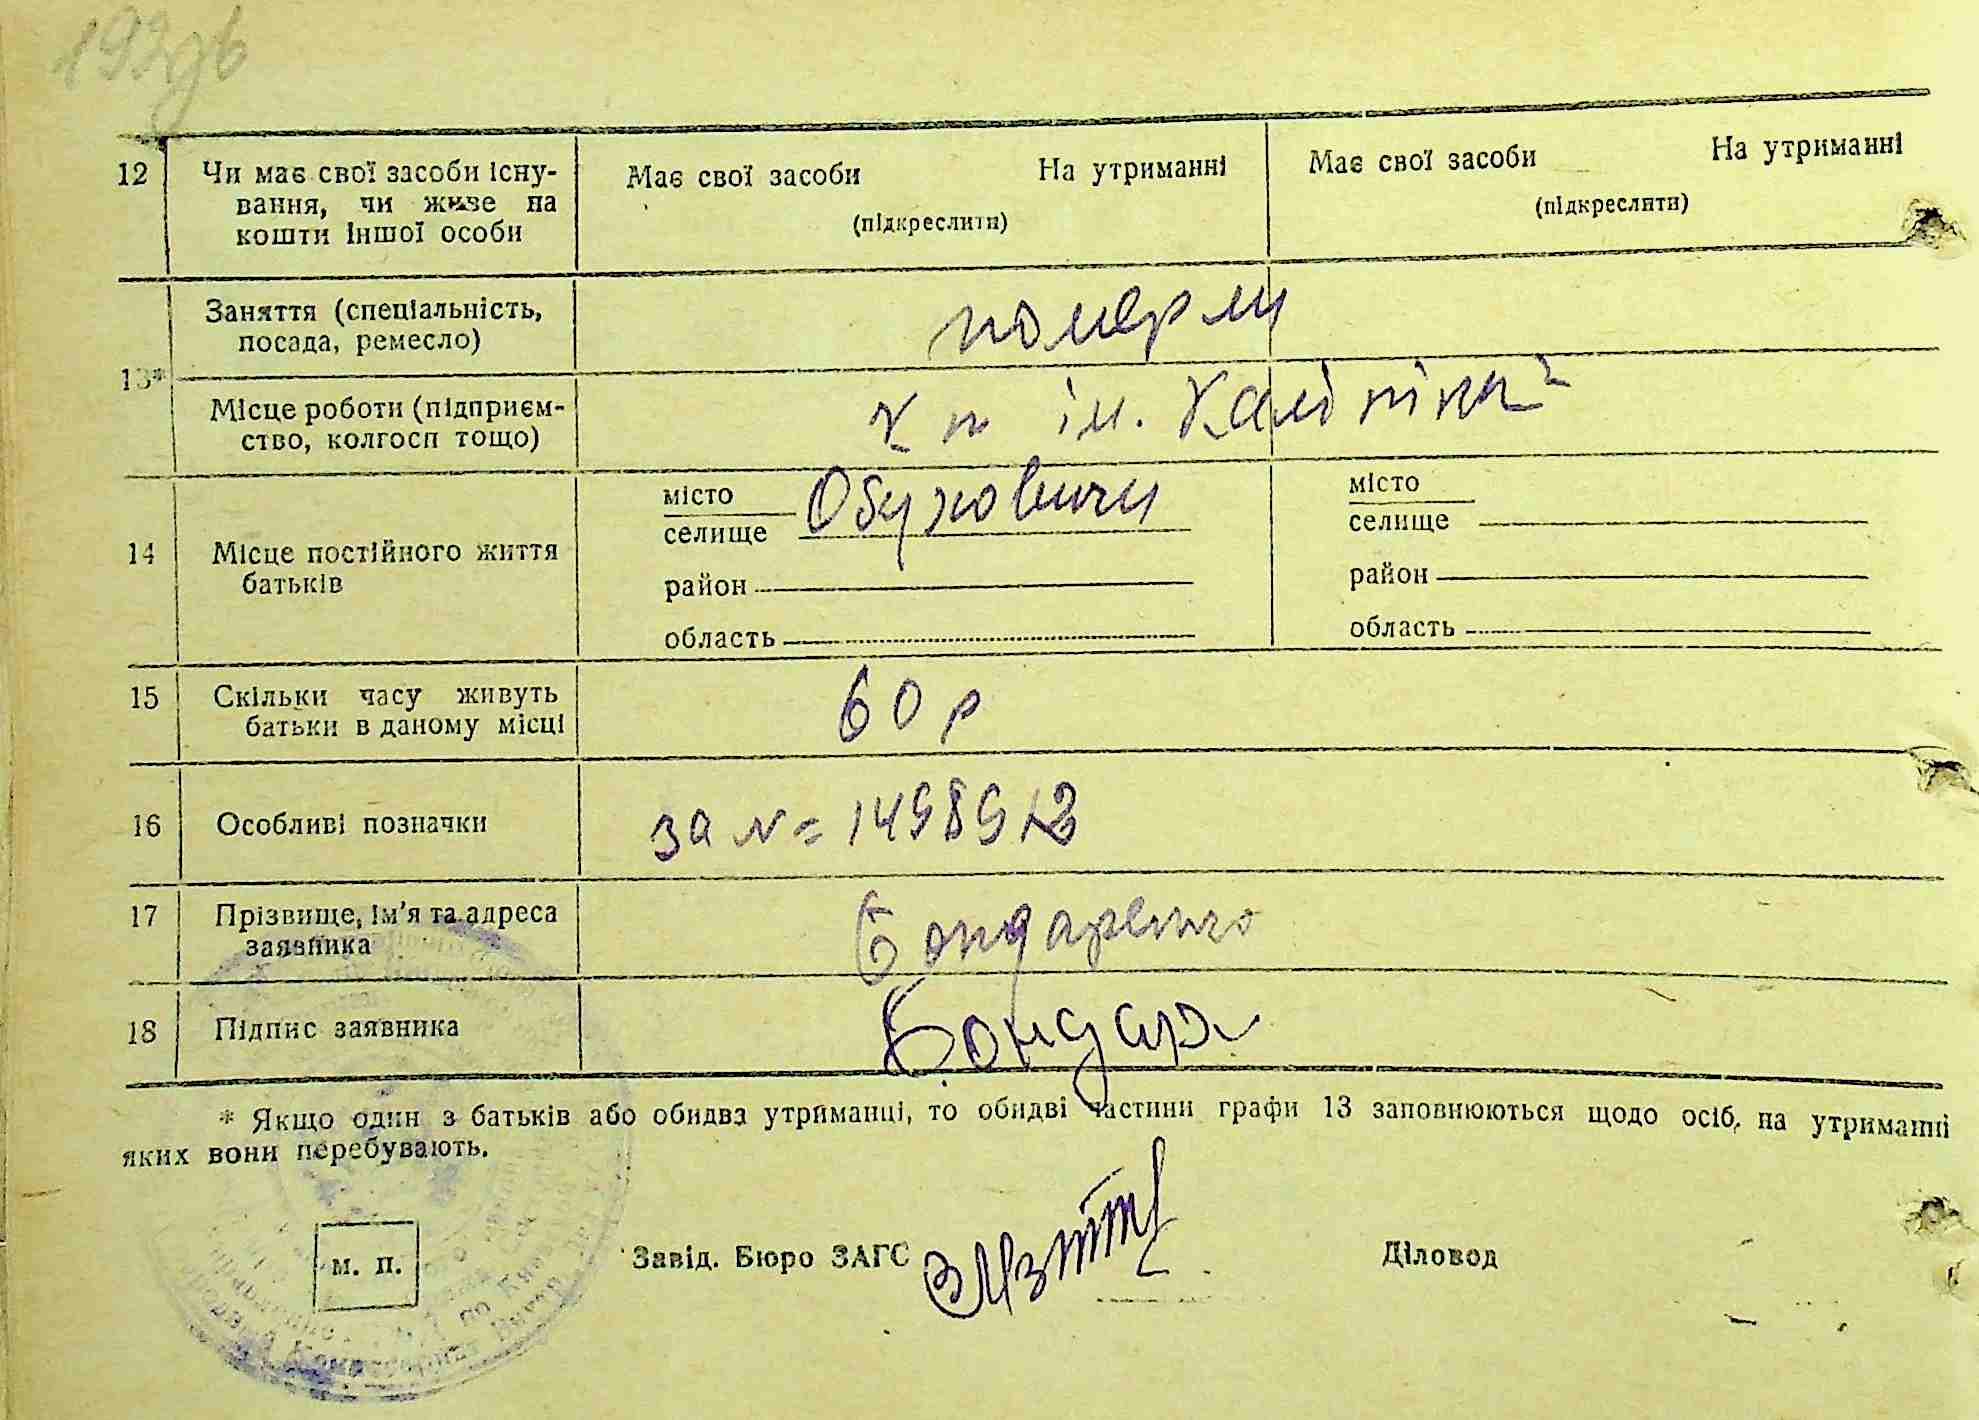 12 Чи має свої засоби існу-
вання, чи живе на
кошти іншої особи
Має свої засоби На утриманні
(підкреслити)
Має свої засоби На утриманні
(підкреслити)
13*
Заняття (спеціальність,
посада, ремесло)
померли
Місце роботи (підприєм-
ство, колгосп тощо)
ім. Калініна
14 Місце постійного життя
батьків
місто
селище Обуховичи
район
область
місто
селище
район
область
15 Скільки часу живуть
батьки в даному місці
60 р
16 Особливі позначки
за №
17 Прізвище, ім'я та адреса
заявника
Бондаренко
18 Підпис заявника
Бондар
* Якщо один з батьків або обидва утриманці, то обидві частини графи 13 заповнюються щодо осіб, на утриманні
яких вони перебувають.
м. п.
Завід. Бюро ЗАГС
Діловод